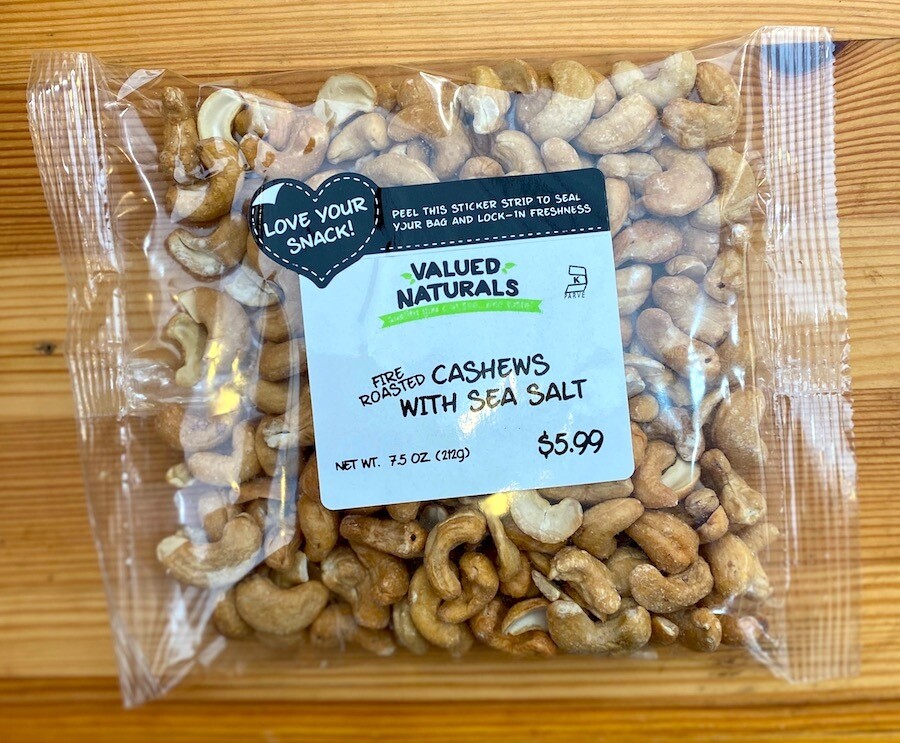 LOVE YOUR
SNACK!
PEEL THIS STICKER STRIP TO SEAL
YOUR BAG AND LOCK-IN FRESHNESS
VALUED
NATURALS
K
PARVE
FIRE
ROASTED CASHEWS
WITH SEA SALT
NET WT. 7.5 OZ (212g)
$5.99